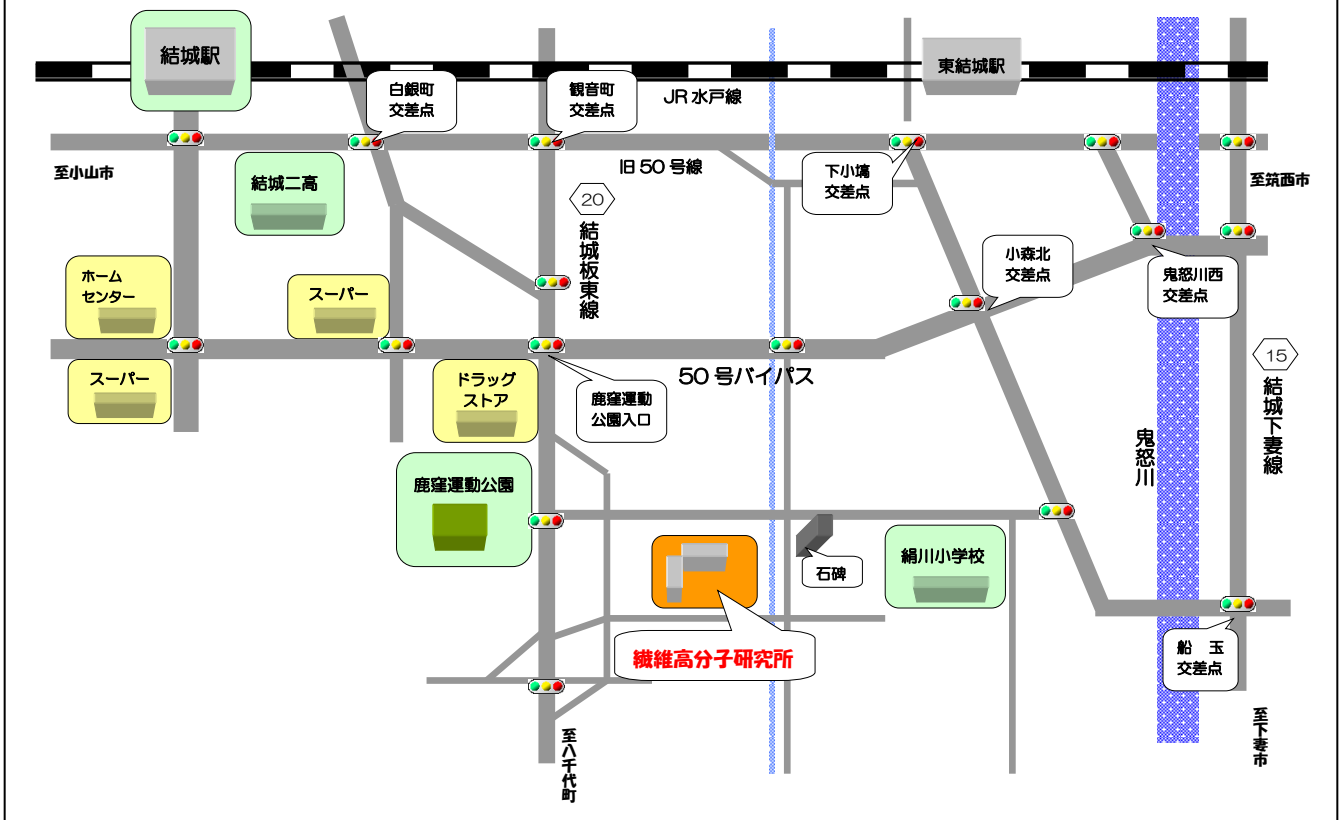 結城駅
東結城駅
白銀町
交差点
観音町
交差点
JR水戸線
至小山市
結城二高
旧50号線
下小塙
交差点
至筑西市
20
結城板東線
小森北
交差点
鬼怒川西
交差点
ホーム
センター
スーパー
スーパー
ドラッグ
ストア
50号バイパス
鹿窪運動
公園入口
15
結城下妻線
鬼怒川
鹿窪運動公園
石碑
絹川小学校
繊維高分子研究所
船　玉
交差点
至八千代町
至下妻市